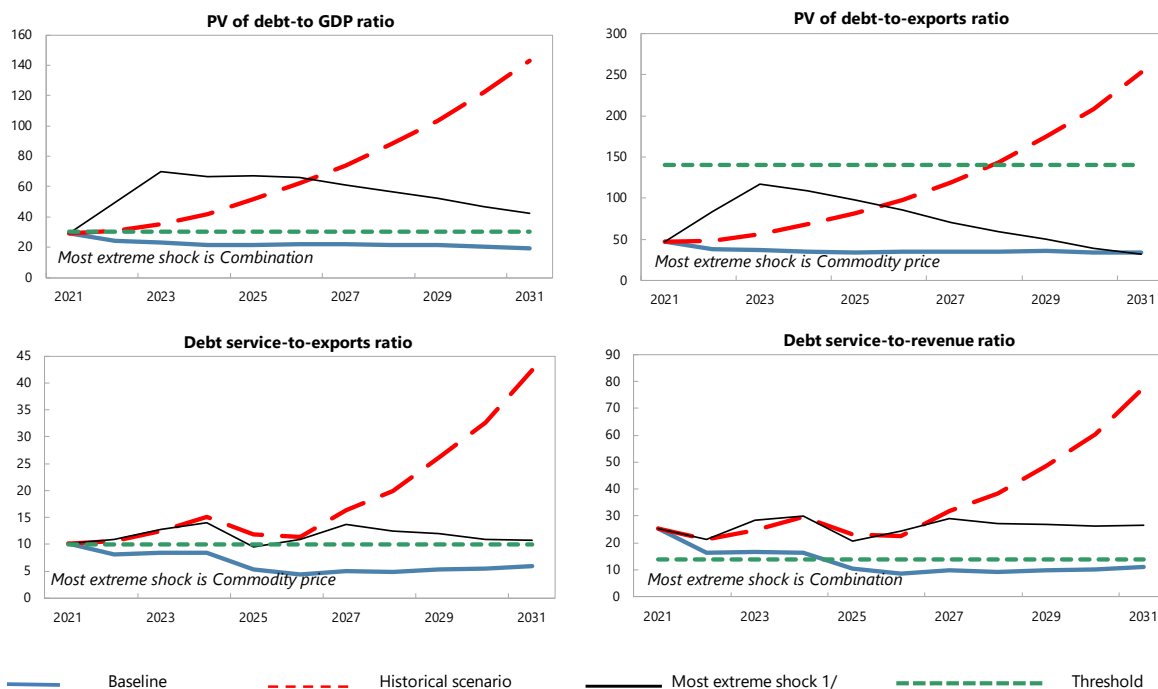 PV of debt-to GDP ratio
160
140
120
100
80
60
40
20
0
Most extreme shock is Combination
2021 2023 2025 2027 2029 2031
PV of debt-to-exports ratio
300
250
200
150
100
50
0
Most extreme shock is Commodity price
2021 2023 2025 2027 2029 2031
Debt service-to-exports ratio
45
40
35
30
25
20
15
10
5
0
Most extreme shock is Commodity price
2021 2023 2025 2027 2029 2031
Debt service-to-revenue ratio
90
80
70
60
50
40
30
20
10
0
Most extreme shock is Combination
2021 2023 2025 2027 2029 2031
Baseline Historical scenario Most extreme shock 1/ Threshold